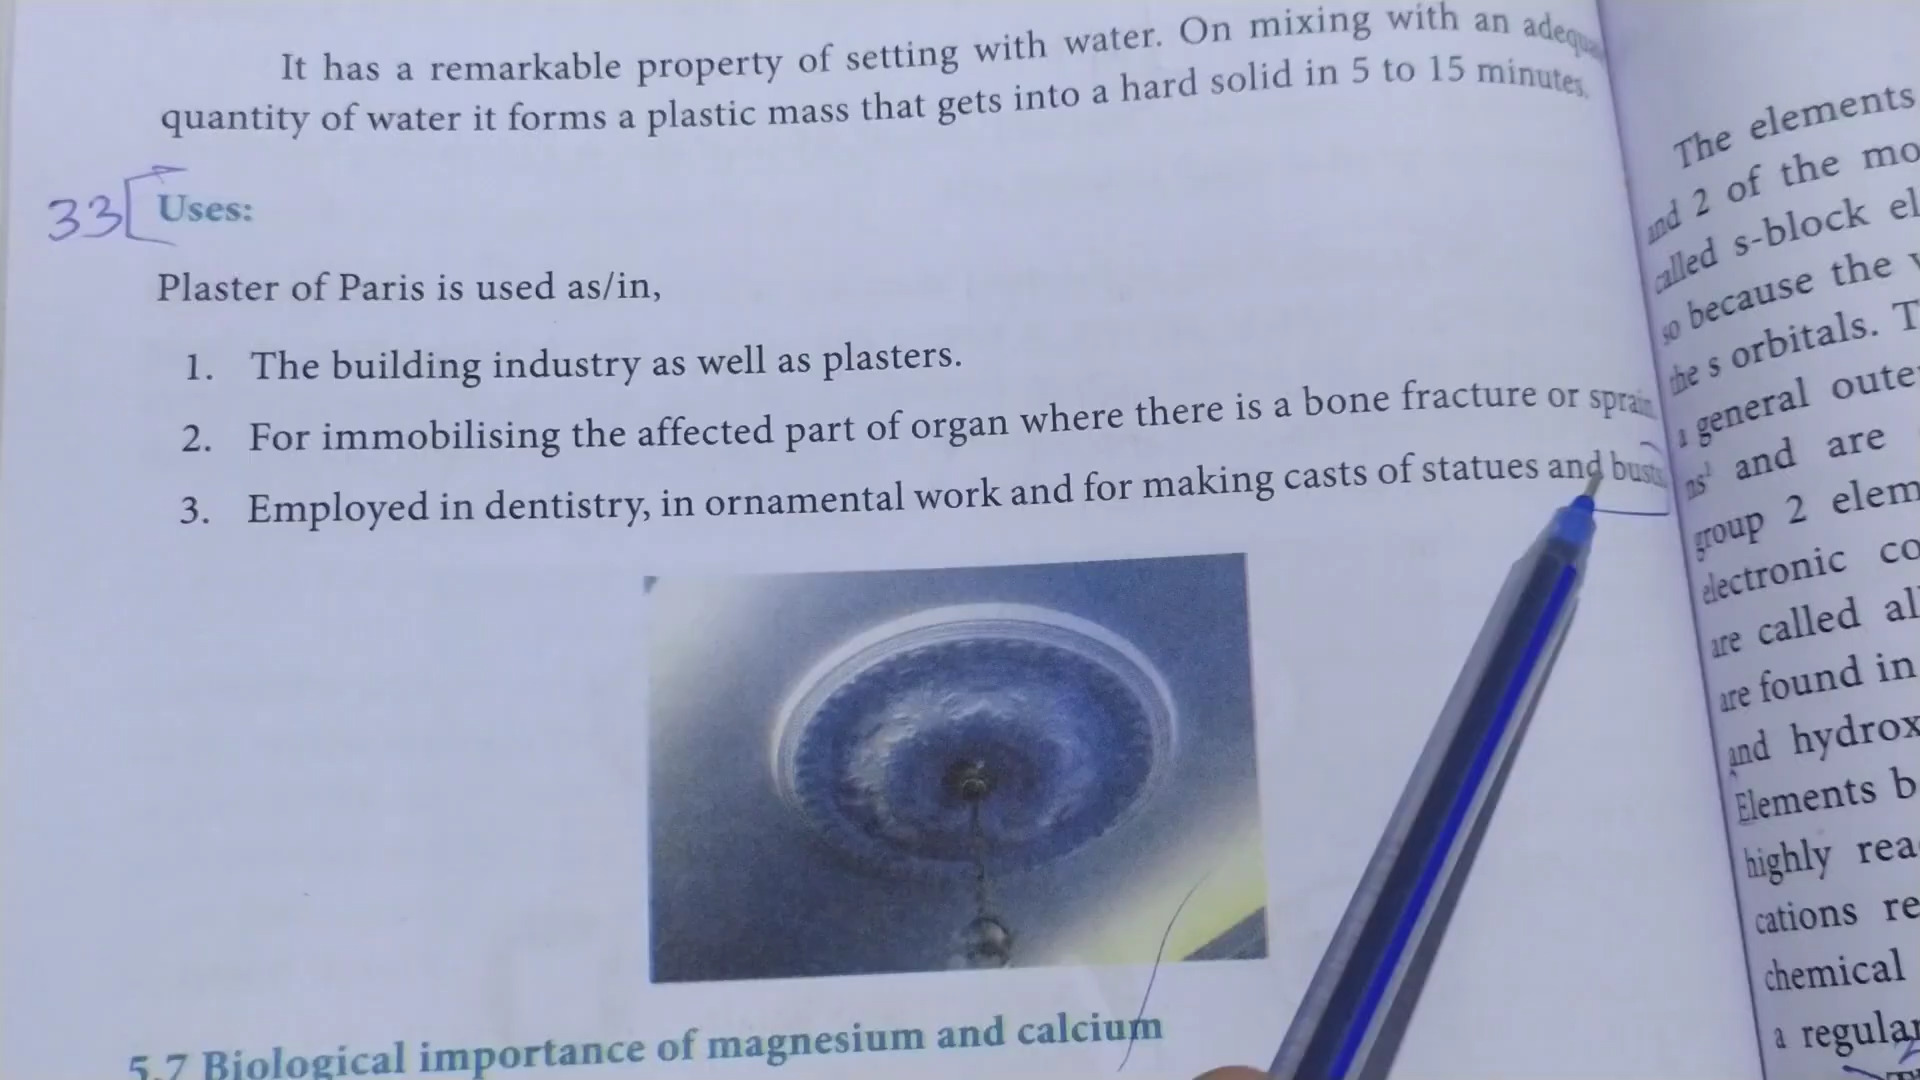 It has a remarkable property of setting with water. On mixing with an
quantity of water it forms a plastic mass that gets into a hard solid in 5 to 15 minutes.
33
Uses:
Plaster of Paris is used as/in,
1. The building industry as well as plasters.
2. For immobilising the affected part of organ where there is a bone fracture or sprain.
3. Employed in dentistry, in ornamental work and for making casts of statues and busts.
5.7 Biological importance of magnesium and calcium
The elements
and 2 of the mo
called s-block el
so because the
the s orbitals. T
a general oute
ns¹ and are
group 2 elem
electronic co
are called al
are found in
and hydrox
Elements b
highly rea
cations re
chemical
a regular